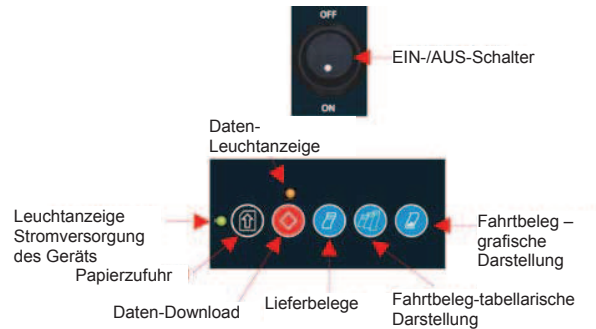 OFF
EIN-/AUS-Schalter
ON
Daten-
Leuchtanzeige
Leuchtanzeige
Stromversorgung
des Geräts
Papierzufuhr
Daten-Download
Lieferbelege
Fahrtbeleg-tabellarische
Darstellung
Fahrtbeleg –
grafische
Darstellung